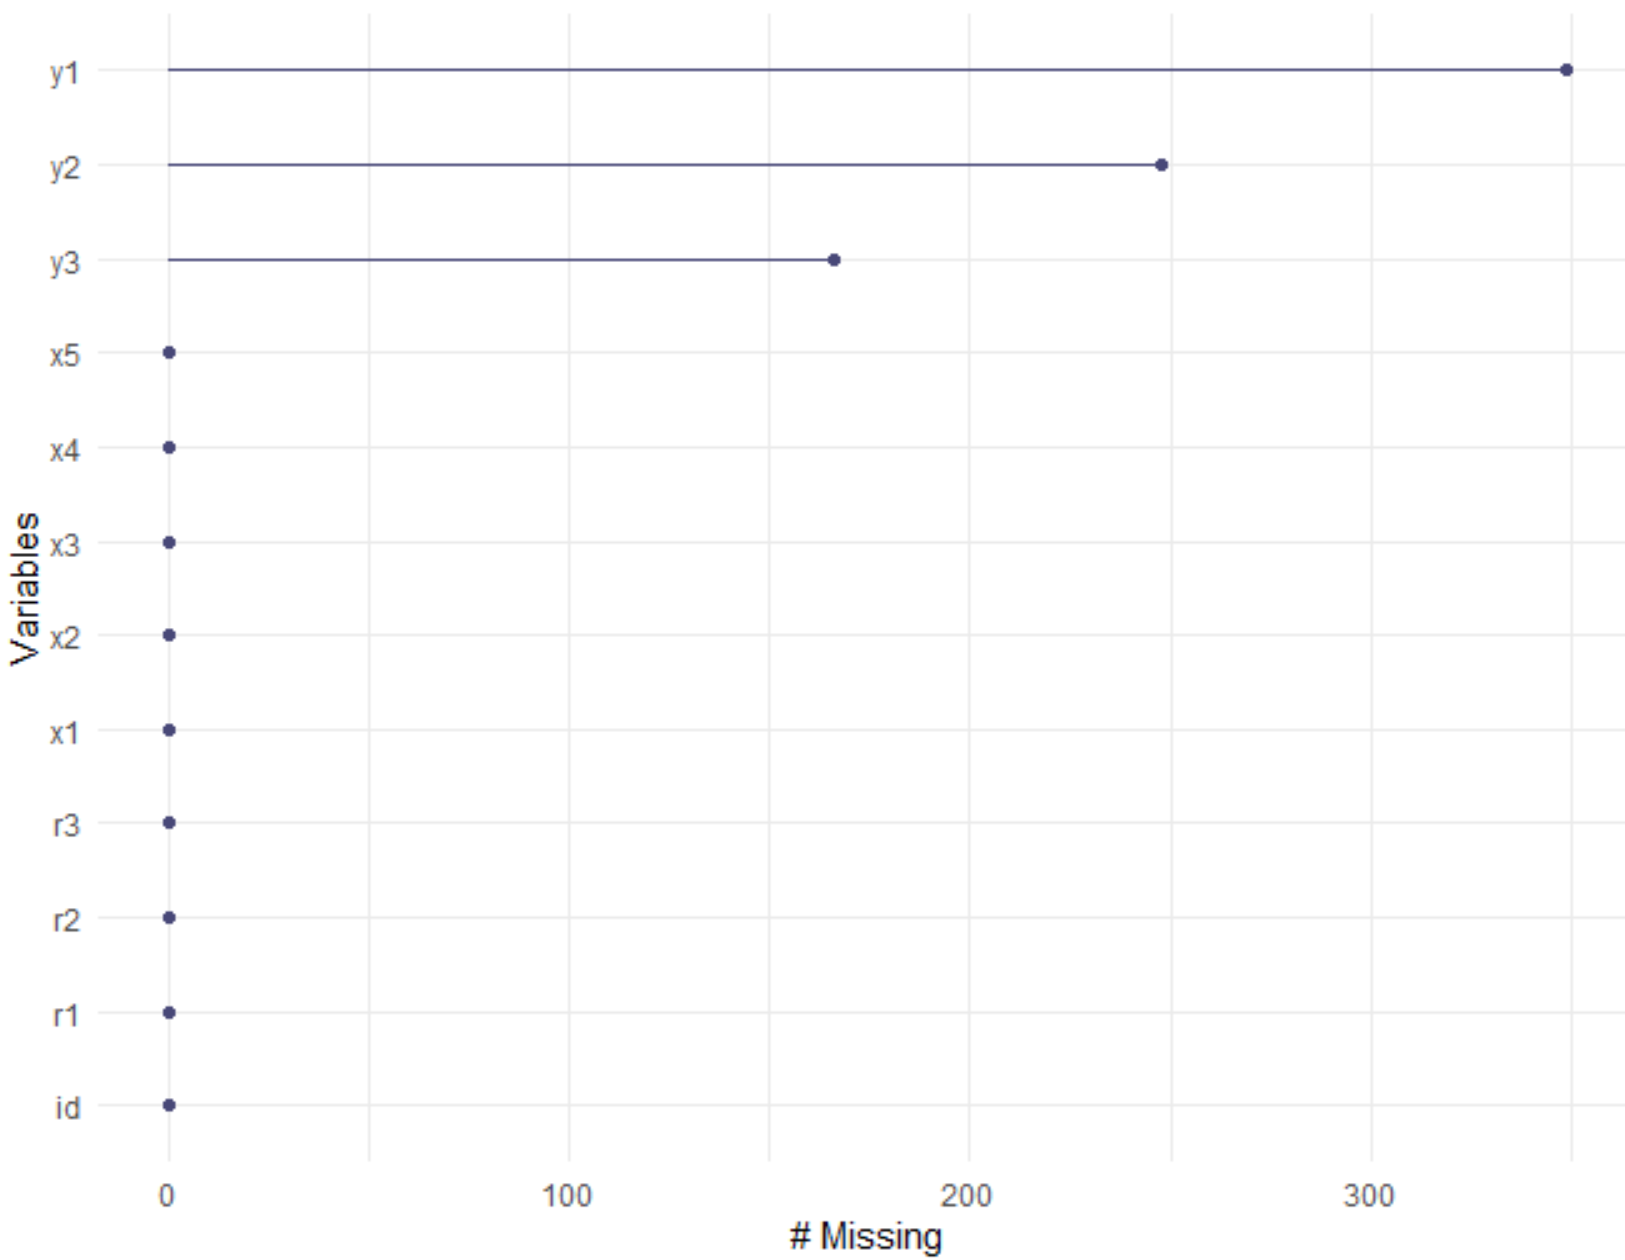 y1
y2
y3
x5
x4
x3
x2
x1
r3
r2
r1
id
Variables
0 100 200 300
# Missing